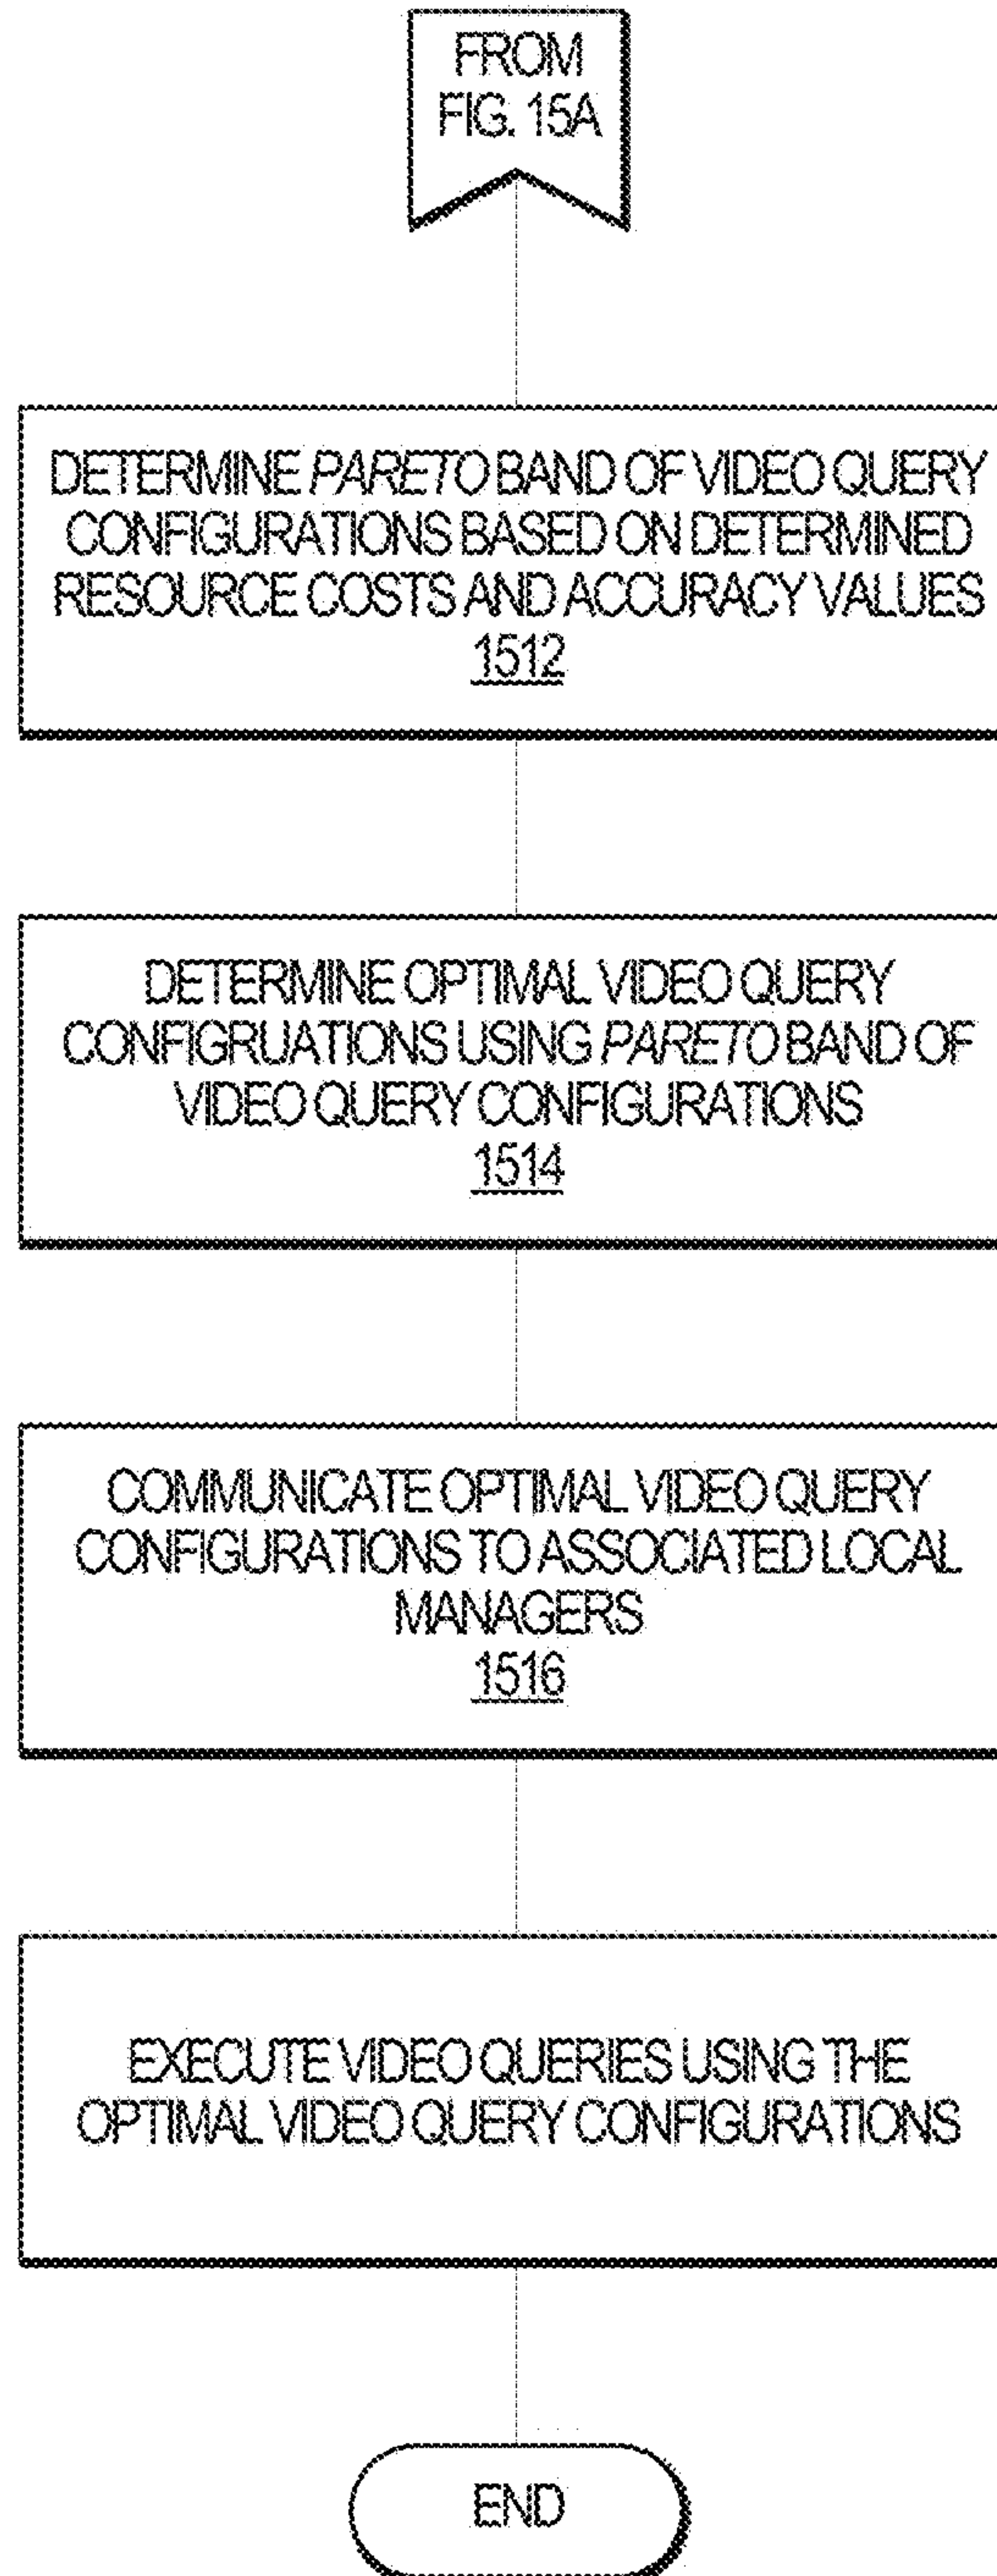 FROM
FIG. 15A
DETERMINE PARETO BAND OF VIDEO QUERY
CONFIGURATIONS BASED ON DETERMINED
RESOURCE COSTS AND ACCURACY VALUES
1512
DETERMINE OPTIMAL VIDEO QUERY
CONFIGRUATIONS USING PARETO BAND OF
VIDEO QUERY CONFIGURATIONS
1514
COMMUNICATE OPTIMAL VIDEO QUERY
CONFIGURATIONS TO ASSOCIATED LOCAL
MANAGERS
1516
EXECUTE VIDEO QUERIES USING THE
OPTIMAL VIDEO QUERY CONFIGURATIONS
END